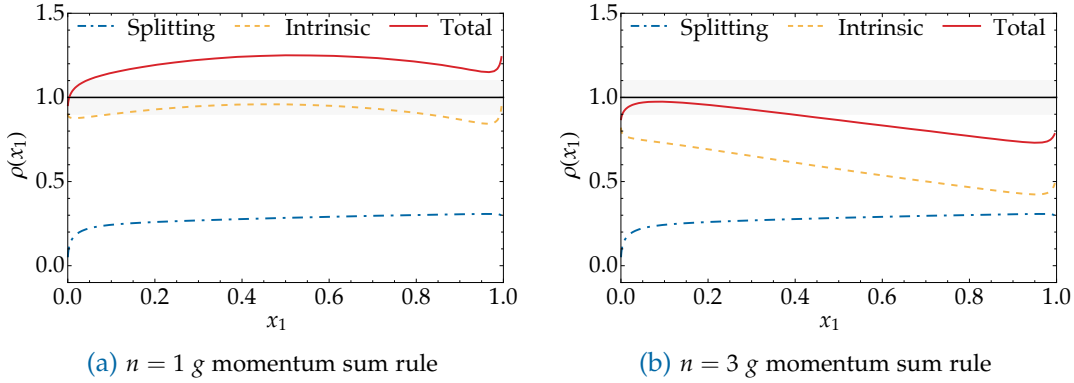 Splitting Intrinsic Total
1.5
1.0
0.5
0.0
ρ(x₁)
0.0 0.2 0.4 0.6 0.8 1.0
x₁
(a) n = 1 g momentum sum rule
Splitting Intrinsic Total
1.5
1.0
0.5
0.0
ρ(x₁)
0.0 0.2 0.4 0.6 0.8 1.0
x₁
(b) n = 3 g momentum sum rule